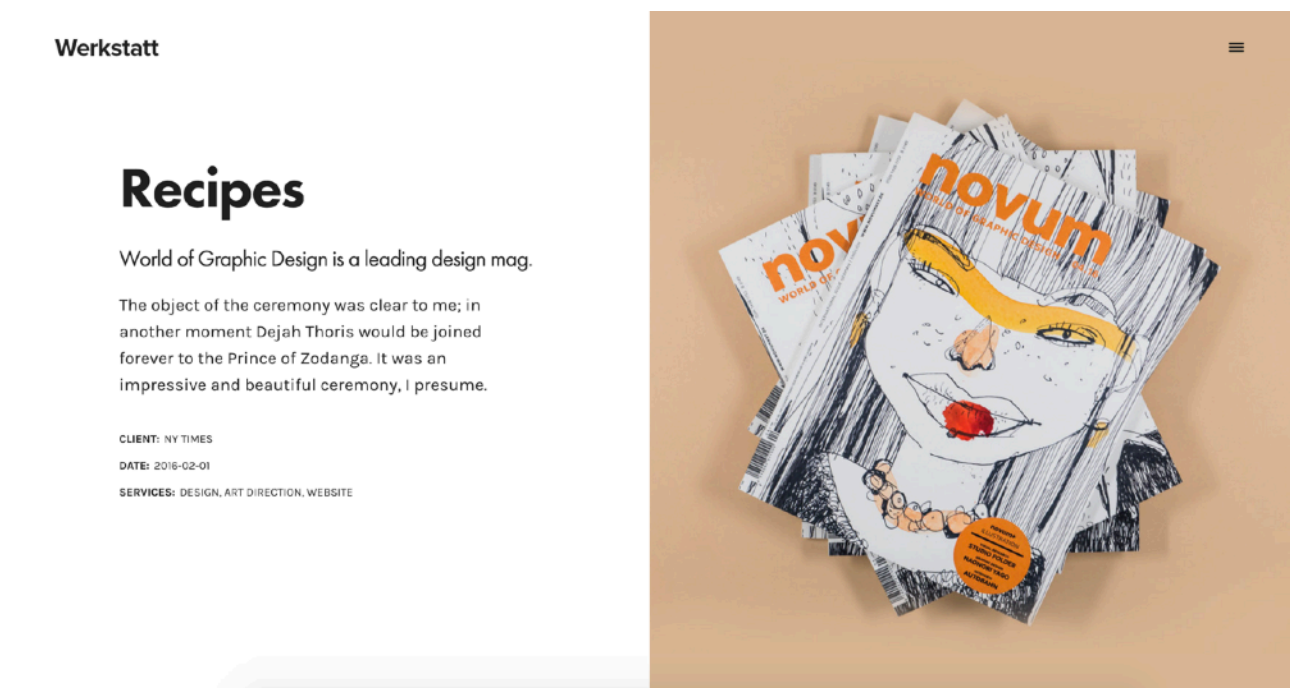 Werkstatt
Recipes
World of Graphic Design is a leading design mag.
The object of the ceremony was clear to me; in
another moment Dejah Thoris would be joined
forever to the Prince of Zodanga. It was an
impressive and beautiful ceremony, I presume.
CLIENT: NY TIMES
DATE: 2016-02-01
SERVICES: DESIGN, ART DIRECTION, WEBSITE
novum
WORLD OF GRAPHIC DESIGN
nov
WORLD OF
ILLUSTRATION
STUDIO FOLDER